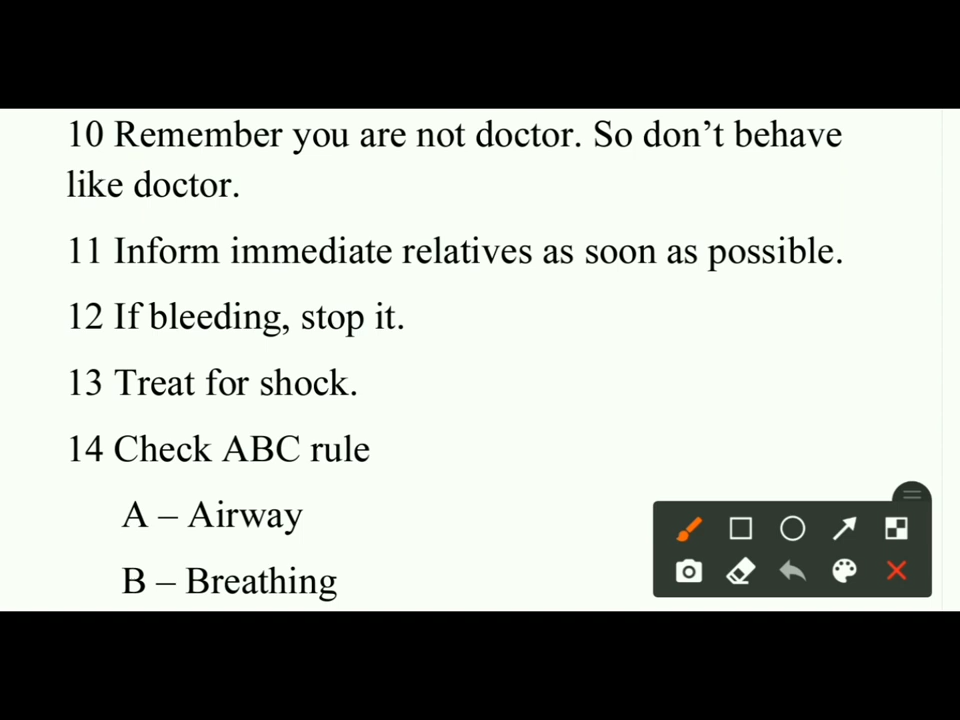 10 Remember you are not doctor. So don’t behave
like doctor.
11 Inform immediate relatives as soon as possible.
12 If bleeding, stop it.
13 Treat for shock.
14 Check ABC rule
A – Airway
B – Breathing